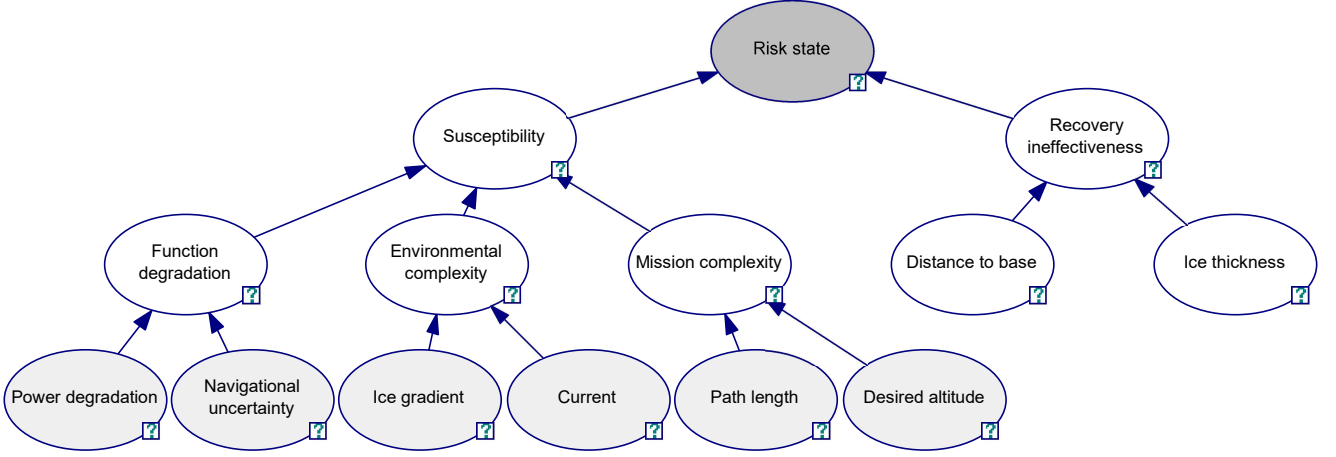 Risk state
?
Susceptibility
?
Recovery
ineffectiveness
?
Function
degradation
?
Environmental
complexity
?
Mission complexity
?
Distance to base
?
Ice thickness
?
Power degradation
?
Navigational
uncertainty
?
Ice gradient
?
Current
?
Path length
?
Desired altitude
?